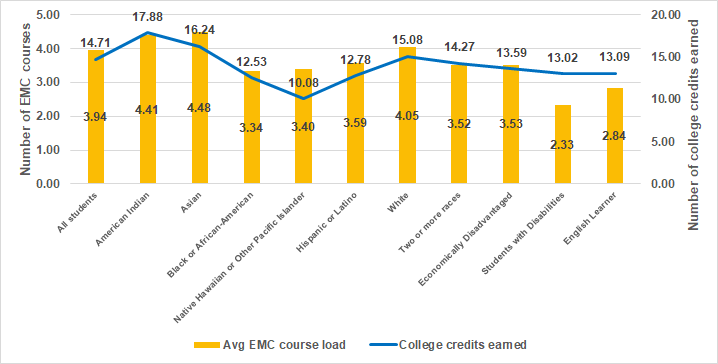 5.00
4.00
3.00
2.00
1.00
0.00
Number of EMC courses
20.00
15.00
10.00
5.00
0.00
Number of college credits earned
14.71
17.88
16.24
12.53
10.08
12.78
15.08
14.27
13.59
13.02
13.09
3.94
4.41
4.48
3.34
3.40
3.59
4.05
3.52
3.53
2.33
2.84
All students
American Indian
Asian
Black or African-American
Native Hawaiian or Other Pacific Islander
Hispanic or Latino
White
Two or more races
Economically Disadvantaged
Students with Disabilities
English Learner
Avg EMC course load
College credits earned